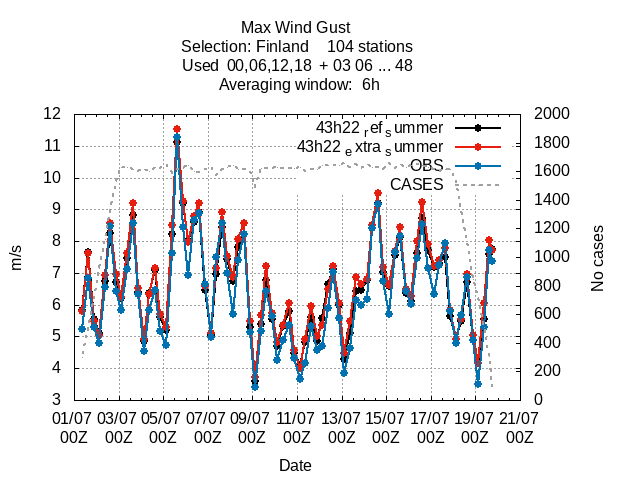 Max Wind Gust
Selection: Finland 104 stations
Used 00,06,12,18 + 03 06 ... 48
Averaging window: 6h
43h22 ref summer
43h22 extra summer
OBS
CASES
12
11
10
9
8
7
6
5
4
3
m/s
2000
1800
1600
1400
1200
1000
800
600
400
200
0
No cases
01/07 03/07 05/07 07/07 09/07 11/07 13/07 15/07 17/07 19/07 21/07
00Z 00Z 00Z 00Z 00Z 00Z 00Z 00Z 00Z 00Z 00Z
Date